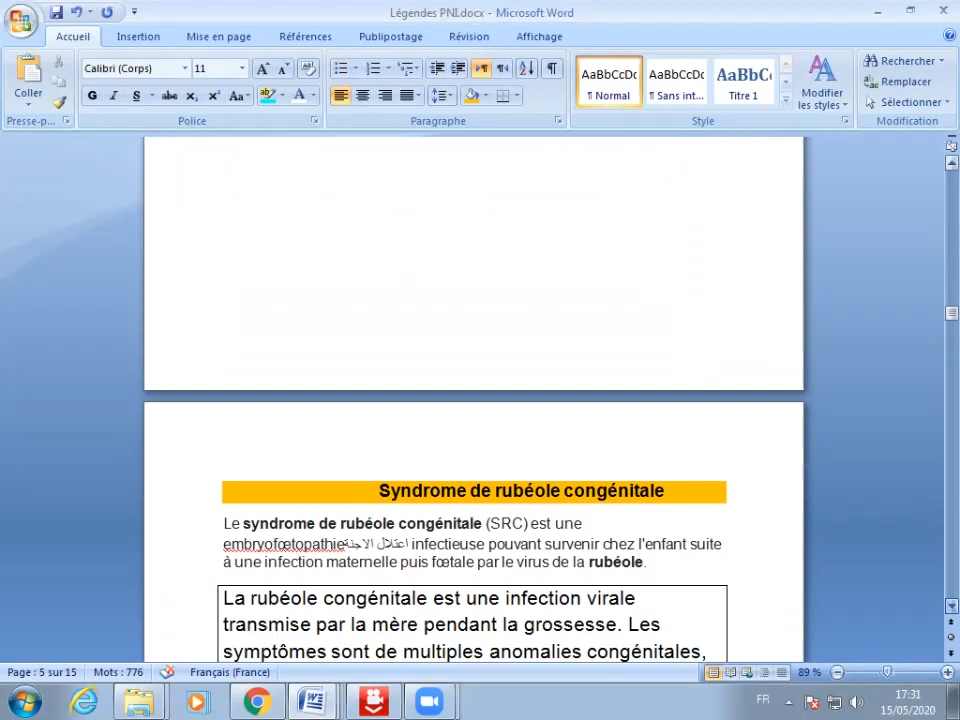 Légendes PNI.docx - Microsoft Word
Accueil Insertion Mise en page Références Publipostage Révision Affichage
Calibri (Corps) 11
AaBbCcDc AaBbCcDc AaBbC
Rechercher
Remplacer
Coller
G I S abc x₂ x² Aa
¶ Normal ¶ Sans int... Titre 1
Modifier les styles
Sélectionner
Presse-p... Police Paragraphe Style Modification
Syndrome de rubéole congénitale
Le syndrome de rubéole congénitale (SRC) est une
embryofœtopathie اعتلال الاجنة infectieuse pouvant survenir chez l'enfant suite
à une infection maternelle puis fœtale par le virus de la rubéole.
La rubéole congénitale est une infection virale
transmise par la mère pendant la grossesse. Les
symptômes sont de multiples anomalies congénitales,
Page : 5 sur 15 Mots : 776 Français (France) 89 %
FR 17:31
15/05/2020